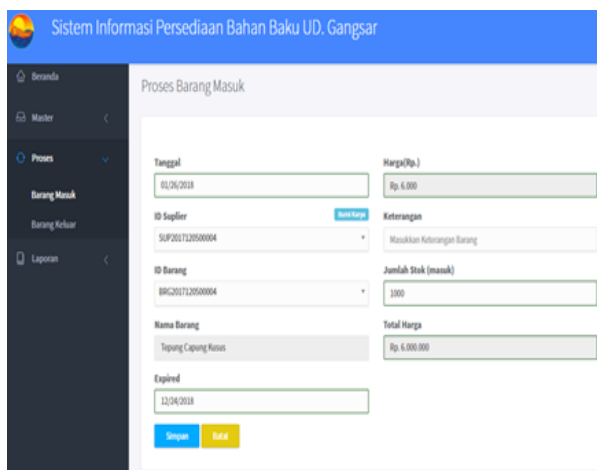 Sistem Informasi Persediaan Bahan Baku UD. Gangsar
Beranda
Master
Proses
Barang Masuk
Barang Keluar
Laporan
Proses Barang Masuk
Tanggal
01/26/2018
ID Suplier
Bumi Karya
SUP2017120500004
ID Barang
BRG2017120500004
Nama Barang
Tepung Capung Kusus
Expired
12/24/2018
Simpan
Batal
Harga(Rp.)
Rp. 6.000
Keterangan
Masukkan Keterangan Barang
Jumlah Stok (masuk)
1000
Total Harga
Rp. 6.000.000